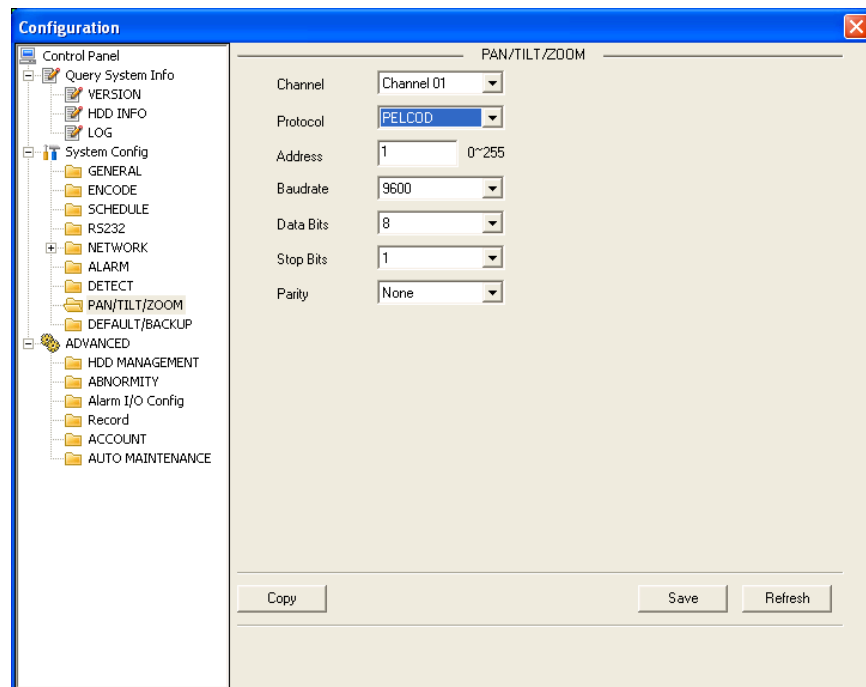 Configuration
Control Panel
Query System Info
VERSION
HDD INFO
LOG
System Config
GENERAL
ENCODE
SCHEDULE
RS232
NETWORK
ALARM
DETECT
PAN/TILT/ZOOM
DEFAULT/BACKUP
ADVANCED
HDD MANAGEMENT
ABNORMITY
Alarm I/O Config
Record
ACCOUNT
AUTO MAINTENANCE
PAN/TILT/ZOOM
Channel Channel 01
Protocol PELCOD
Address 1 0~255
Baudrate 9600
Data Bits 8
Stop Bits 1
Parity None
Copy Save Refresh